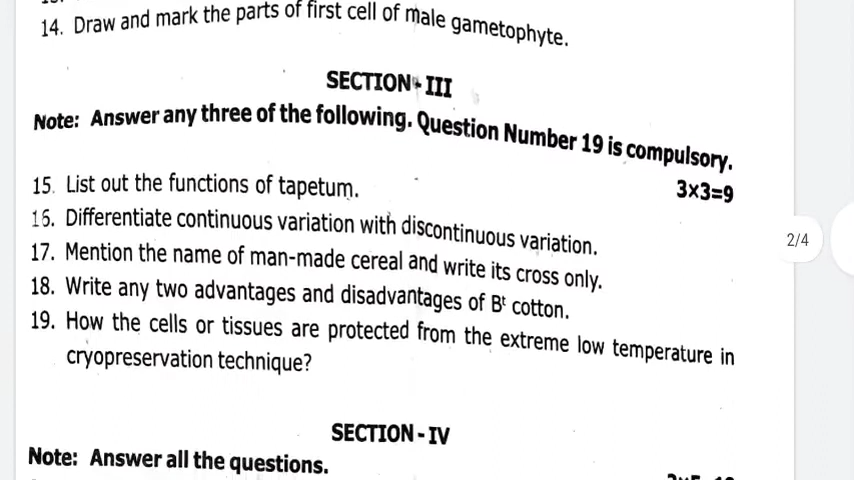 14. Draw and mark the parts of first cell of male gametophyte.
SECTION - III
Note: Answer any three of the following. Question Number 19 is compulsory.
3×3=9
15. List out the functions of tapetum.
16. Differentiate continuous variation with discontinuous variation.
17. Mention the name of man-made cereal and write its cross only.
18. Write any two advantages and disadvantages of Bᵗ cotton.
19. How the cells or tissues are protected from the extreme low temperature in
cryopreservation technique?
2/4
SECTION - IV
Note: Answer all the questions.